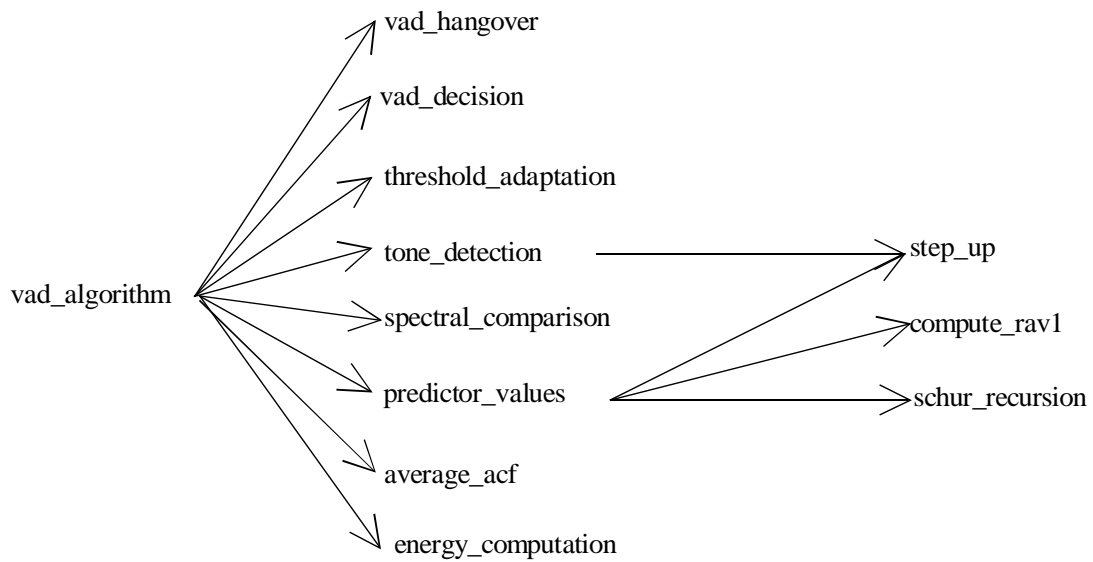 vad_hangover
vad_decision
threshold_adaptation
tone_detection
step_up
vad_algorithm
spectral_comparison
compute_rav1
predictor_values
schur_recursion
average_acf
energy_computation